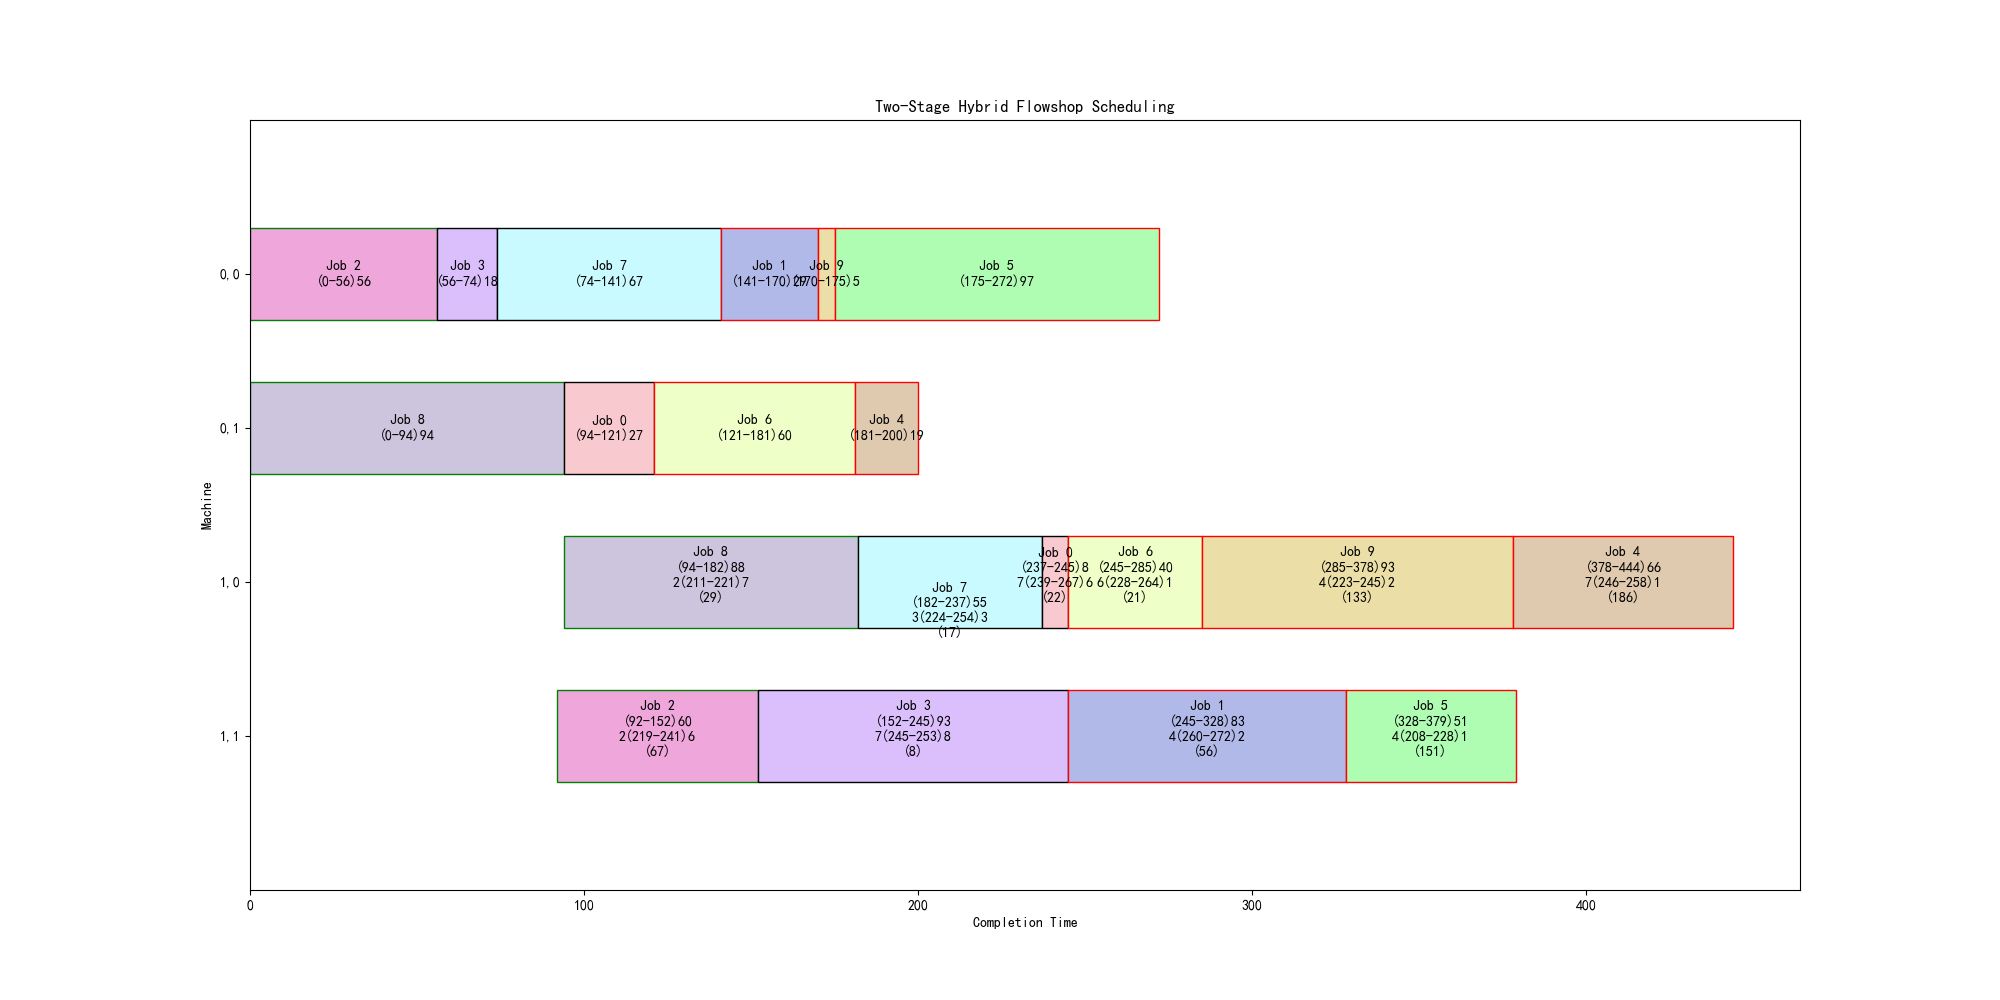 Two-Stage Hybrid Flowshop Scheduling
0,0
Job 2
(0-56)56
Job 3
(56-74)18
Job 7
(74-141)67
Job 1
(141-170)29
Job 9
(170-175)5
Job 5
(175-272)97
0,1
Job 8
(0-94)94
Job 0
(94-121)27
Job 6
(121-181)60
Job 4
(181-200)19
Machine
1,0
Job 8
(94-182)88
2(211-221)7
(29)
Job 7
(182-237)55
3(224-254)3
(17)
Job 0
(237-245)8
7(239-267)6
(22)
Job 6
(245-285)40
6(228-264)1
(21)
Job 9
(285-378)93
4(223-245)2
(133)
Job 4
(378-444)66
7(246-258)1
(186)
1,1
Job 2
(92-152)60
2(219-241)6
(67)
Job 3
(152-245)93
7(245-253)8
(8)
Job 1
(245-328)83
4(260-272)2
(56)
Job 5
(328-379)51
4(208-228)1
(151)
0
100
200
300
400
Completion Time